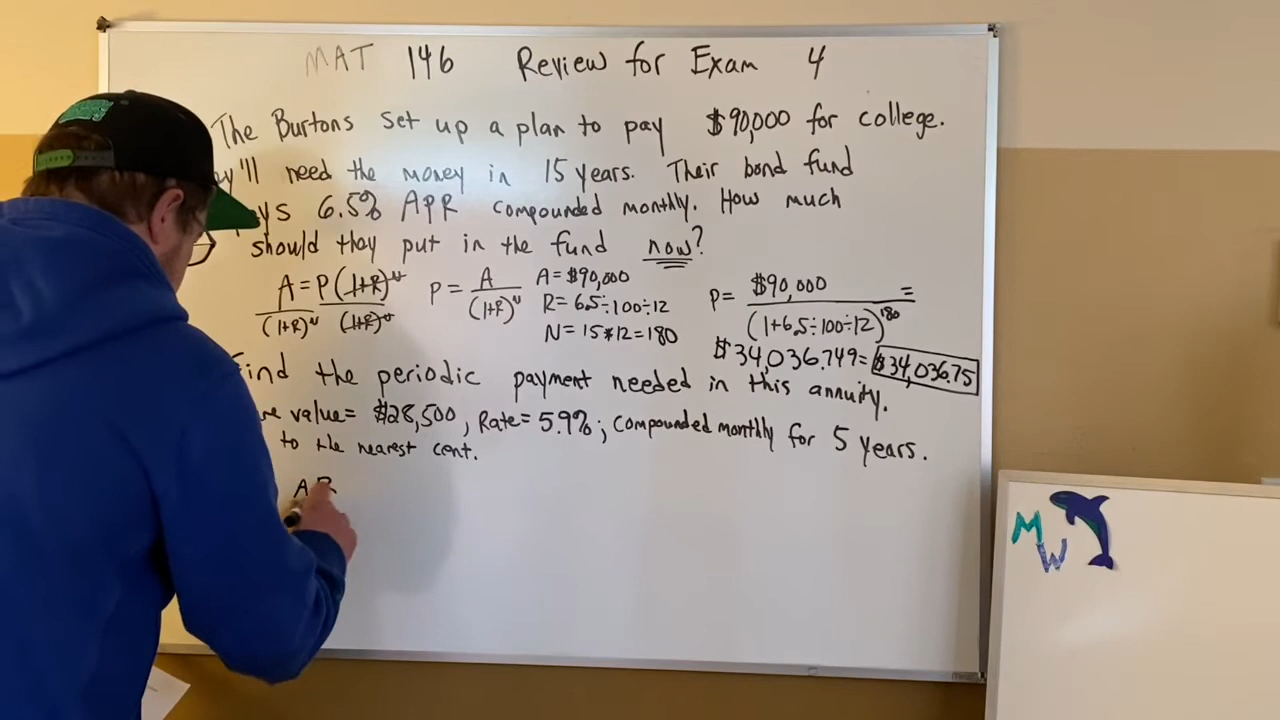 MAT 146 Review for Exam 4
The Burtons set up a plan to pay $90,000 for college.
y'll need the money in 15 years. Their bond fund
ys 6.5% APR compounded monthly. How much
should they put in the fund now?
A = P(1+R)^N
(1+R)^N (1+R)^N
P = A
(1+R)^N
A = $90,000
R = 6.5÷100÷12
N = 15*12=180
P = $90,000 =
(1+6.5÷100÷12)^180
$34,036.749= $34,036.75
Find the periodic payment needed in this annuity.
re value = $28,500, Rate = 5.9%; Compounded monthly for 5 years.
to the nearest cent.
A R
M
W